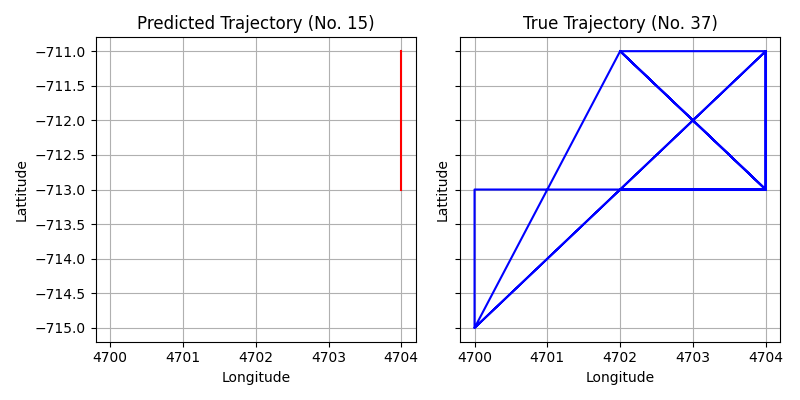 Predicted Trajectory (No. 15)
Lattitude
−711.0
−711.5
−712.0
−712.5
−713.0
−713.5
−714.0
−714.5
−715.0
4700 4701 4702 4703 4704
Longitude
True Trajectory (No. 37)
Lattitude
4700 4701 4702 4703 4704
Longitude